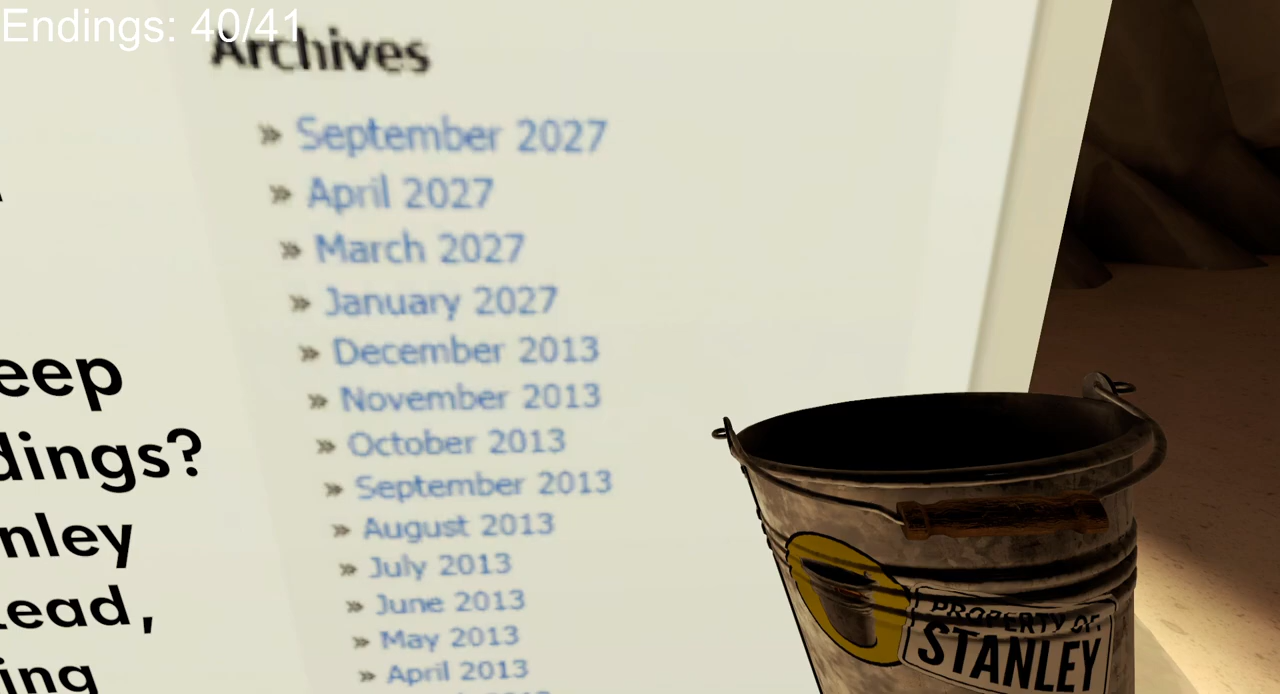 Endings: 40/41
Archives
» September 2027
» April 2027
» March 2027
» January 2027
» December 2013
» November 2013
» October 2013
» September 2013
» August 2013
» July 2013
» June 2013
» May 2013
» April 2013
eep
dings?
nley
ead,
ing
PROPERTY OF:
STANLEY